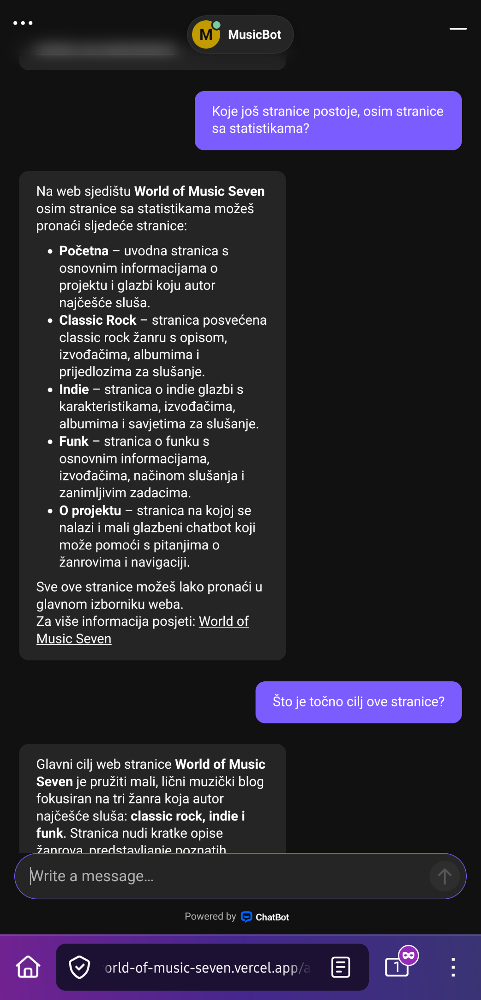 M MusicBot
Koje još stranice postoje, osim stranice
sa statistikama?
Na web sjedištu World of Music Seven
osim stranice sa statistikama možeš
pronaći sljedeće stranice:
• Početna – uvodna stranica s
osnovnim informacijama o
projektu i glazbi koju autor
najčešće sluša.
• Classic Rock – stranica posvećena
classic rock žanru s opisom,
izvođačima, albumima i
prijedlozima za slušanje.
• Indie – stranica o indie glazbi s
karakteristikama, izvođačima,
albumima i savjetima za slušanje.
• Funk – stranica o funku s
osnovnim informacijama,
izvođačima, načinom slušanja i
zanimljivim zadacima.
• O projektu – stranica na kojoj se
nalazi i mali glazbeni chatbot koji
može pomoći s pitanjima o
žanrovima i navigaciji.
Sve ove stranice možeš lako pronaći u
glavnom izborniku weba.
Za više informacija posjeti: World of
Music Seven
Što je točno cilj ove stranice?
Glavni cilj web stranice World of Music
Seven je pružiti mali, lični muzički blog
fokusiran na tri žanra koja autor
najčešće sluša: classic rock, indie i
funk. Stranica nudi kratke opise
žanrova, predstavljanje poznatih
Write a message...
Powered by ChatBot
orld-of-music-seven.vercel.app/a
1